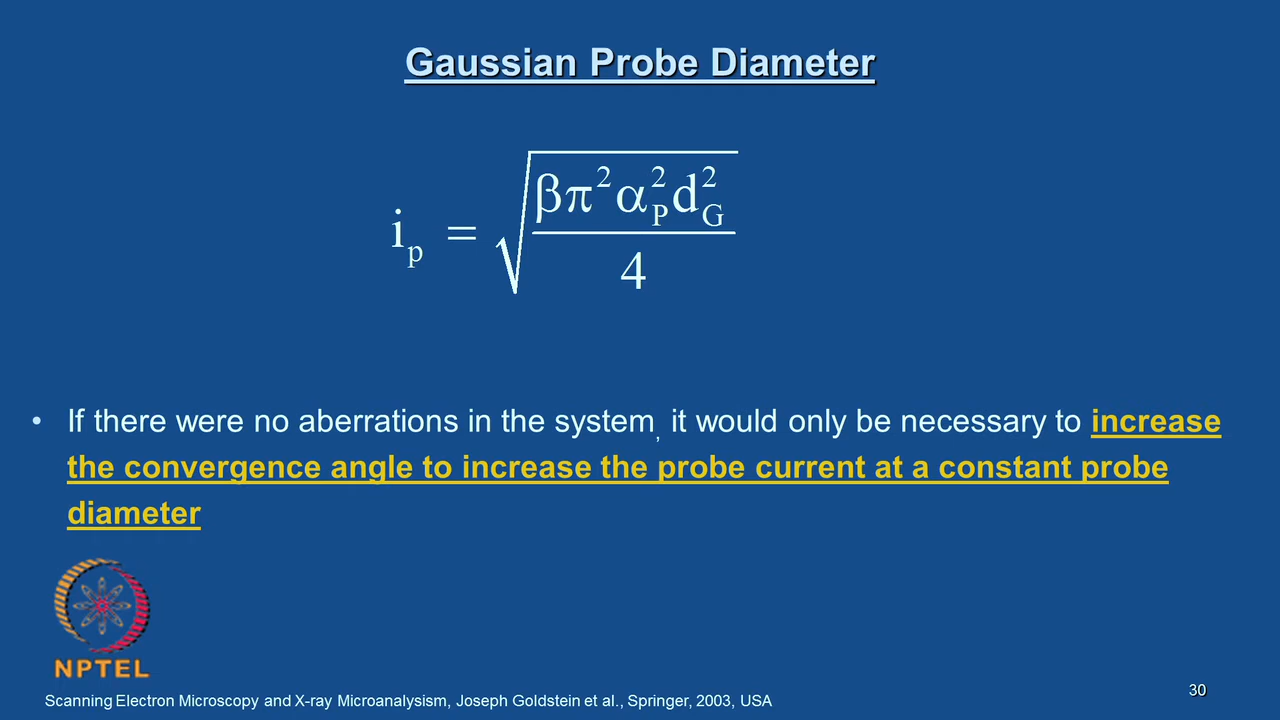 Gaussian Probe Diameter
i_p = √(βπ²α_P²d_G² / 4)
• If there were no aberrations in the system, it would only be necessary to increase
the convergence angle to increase the probe current at a constant probe
diameter
NPTEL
Scanning Electron Microscopy and X-ray Microanalysism, Joseph Goldstein et al., Springer, 2003, USA
30